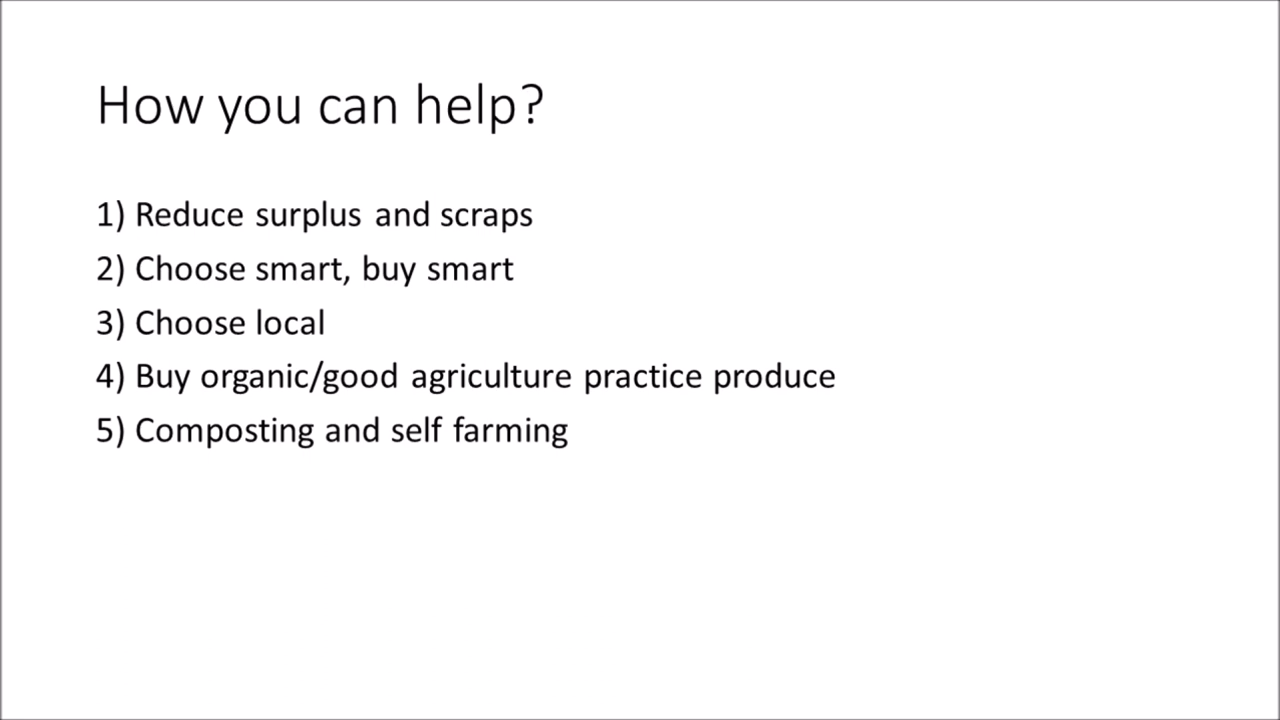 How you can help?
1) Reduce surplus and scraps
2) Choose smart, buy smart
3) Choose local
4) Buy organic/good agriculture practice produce
5) Composting and self farming